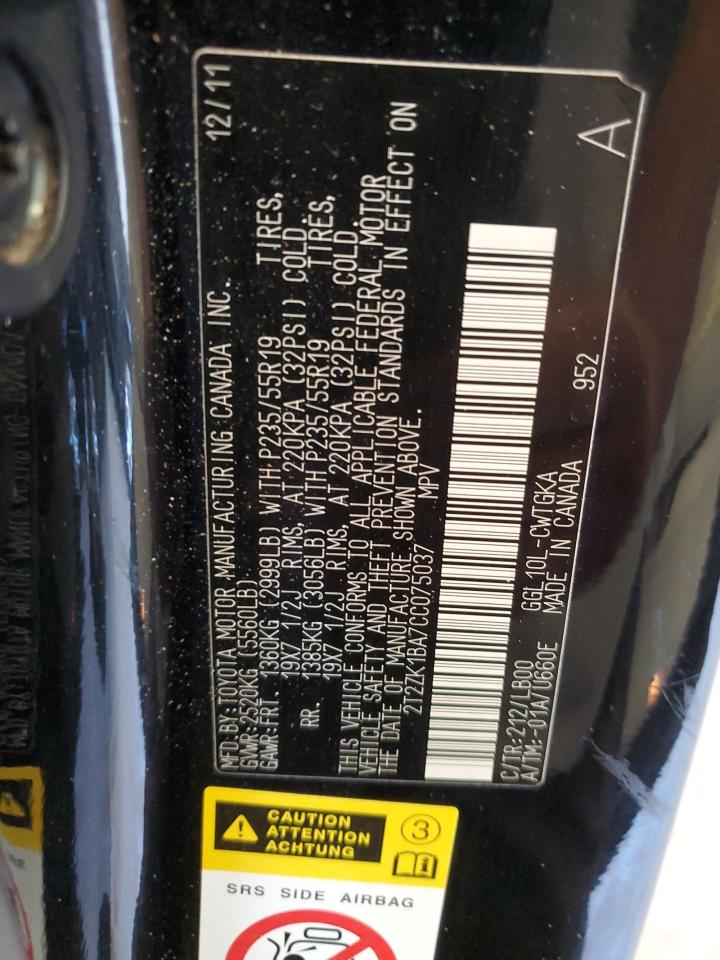 MFD.BY:TOYOTA MOTOR MANUFACTURING CANADA INC. 12/11
GVWR:2520KG (5560LB)
GAWR:FRT. 1360KG (2999LB) WITH P235/55R19 TIRES,
19X7 1/2J RIMS, AT 220KPA (32PSI) COLD.
RR. 1385KG (3056LB) WITH P235/55R19 TIRES,
19X7 1/2J RIMS, AT 220KPA (32PSI) COLD.
THIS VEHICLE CONFORMS TO ALL APPLICABLE FEDERAL MOTOR
VEHICLE SAFETY AND THEFT PREVENTION STANDARDS IN EFFECT ON
THE DATE OF MANUFACTURE SHOWN ABOVE.
2T2ZK1BA7CC075037 MPV
C/TR:212/LB00 GGL10L-CWTGKA 952 A
A/TM:-01A/U660E MADE IN CANADA
CAUTION
ATTENTION
ACHTUNG
3
SRS SIDE AIRBAG